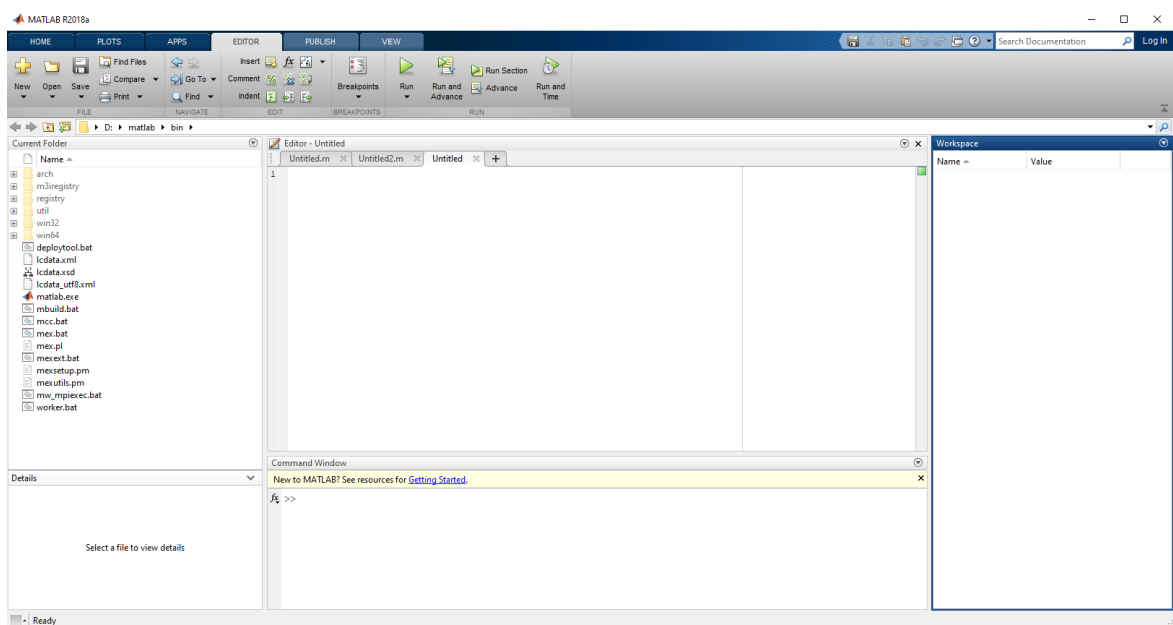 MATLAB R2018a
HOME PLOTS APPS EDITOR PUBLISH VIEW Search Documentation Log In
New Open Save Find Files Compare Print Go To Find Insert Comment Indent Breakpoints Run Run and Advance Run Section Advance Run and Time
FILE NAVIGATE EDIT BREAKPOINTS RUN
D: matlab bin
Current Folder
Name
arch
m3iregistry
registry
util
win32
win64
deploytool.bat
lcdata.xml
lcdata.xsd
lcdata_utf8.xml
matlab.exe
mbuild.bat
mcc.bat
mex.bat
mex.pl
mexext.bat
mexsetup.pm
mexutils.pm
mw_mpiexec.bat
worker.bat
Details
Select a file to view details
Editor - Untitled
Untitled.m Untitled2.m Untitled
1
Command Window
New to MATLAB? See resources for Getting Started.
fx >>
Workspace
Name Value
Ready